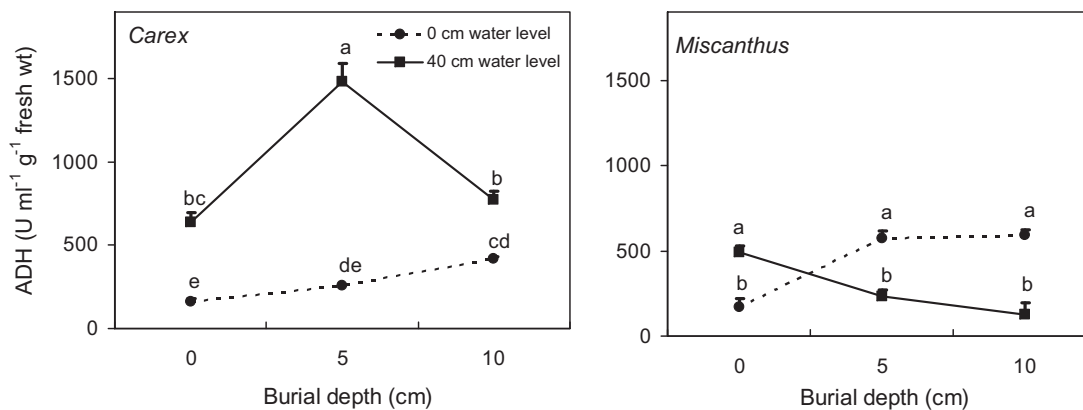 Carex
0 cm water level
40 cm water level
ADH (U ml⁻¹ g⁻¹ fresh wt)
1500
1000
500
0
a
bc
b
e
de
cd
0 5 10
Burial depth (cm)
Miscanthus
1500
1000
500
0
a
a
a
b
b
b
0 5 10
Burial depth (cm)